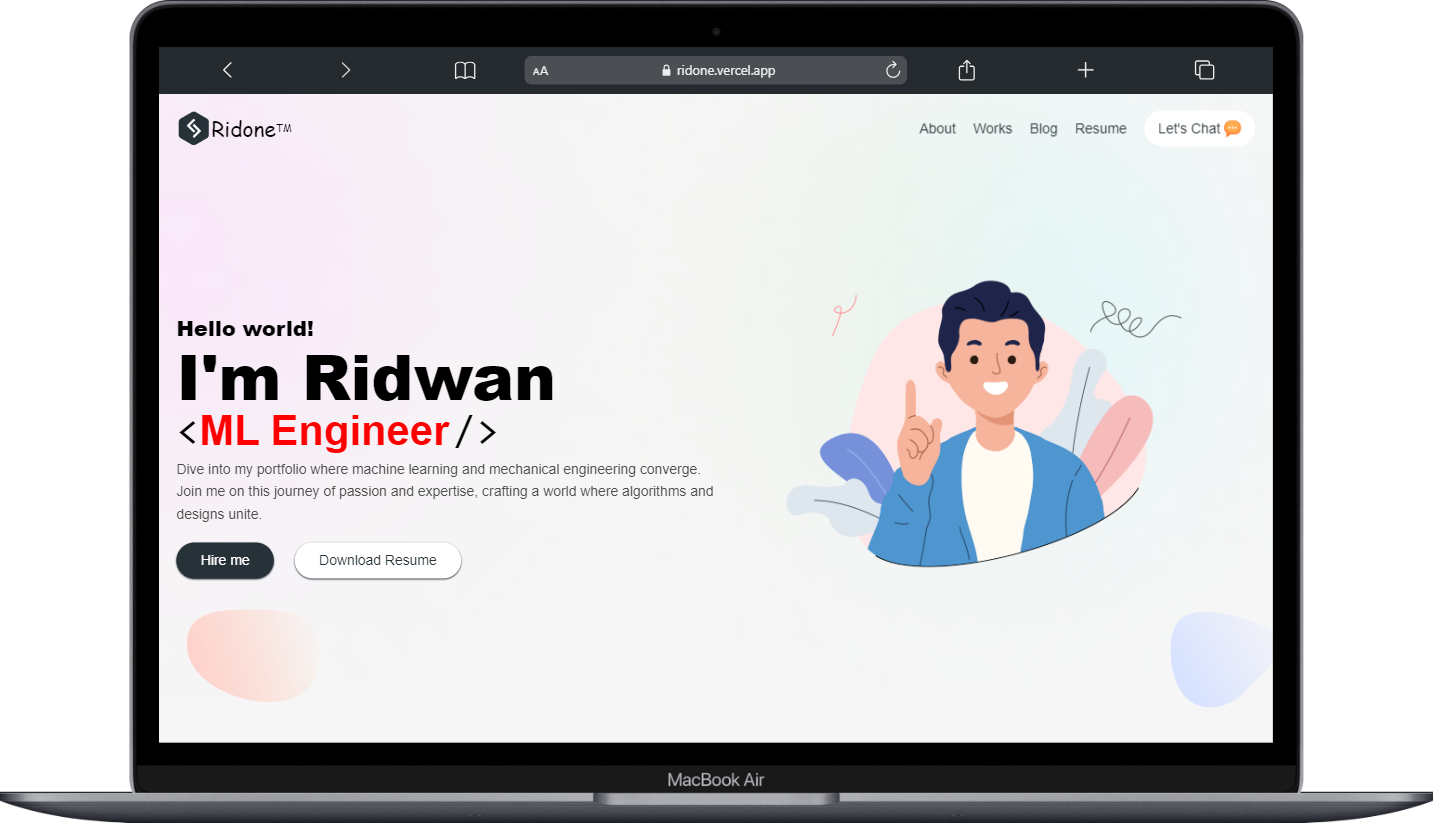 AA ridone.vercel.app
Ridone™
About Works Blog Resume Let's Chat
Hello world!
I'm Ridwan
<ML Engineer/>
Dive into my portfolio where machine learning and mechanical engineering converge.
Join me on this journey of passion and expertise, crafting a world where algorithms and
designs unite.
Hire me Download Resume
MacBook Air